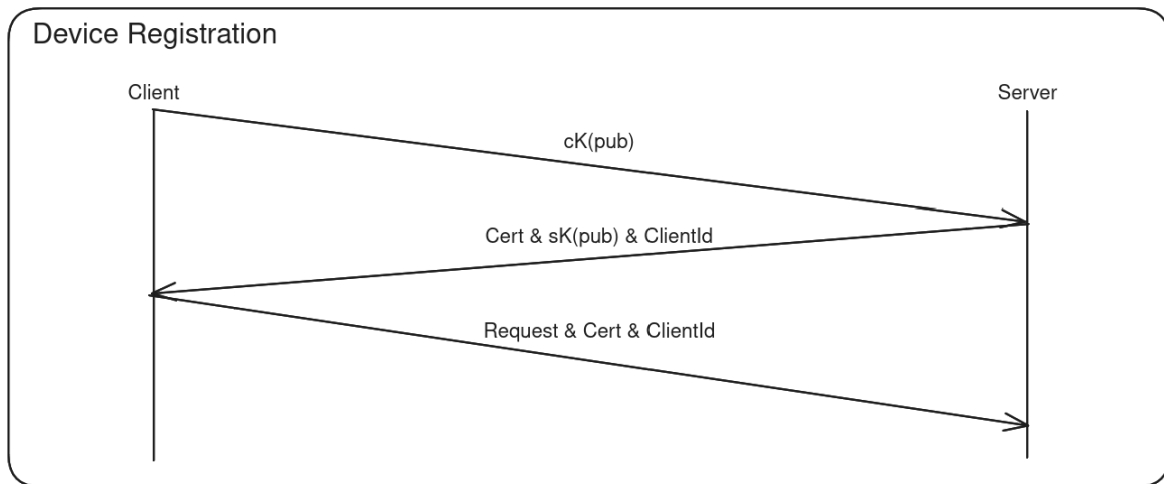 Device Registration
Client
Server
cK(pub)
Cert & sK(pub) & ClientId
Request & Cert & ClientId